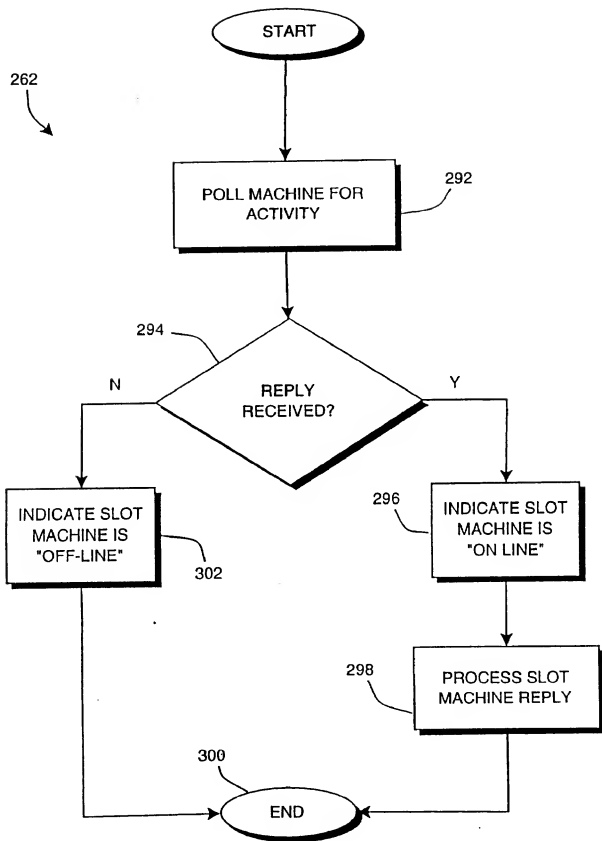 START
262
POLL MACHINE FOR
ACTIVITY
292
294
REPLY
RECEIVED?
N
Y
INDICATE SLOT
MACHINE IS
"OFF-LINE"
302
296
INDICATE SLOT
MACHINE IS
"ON LINE"
298
PROCESS SLOT
MACHINE REPLY
300
END